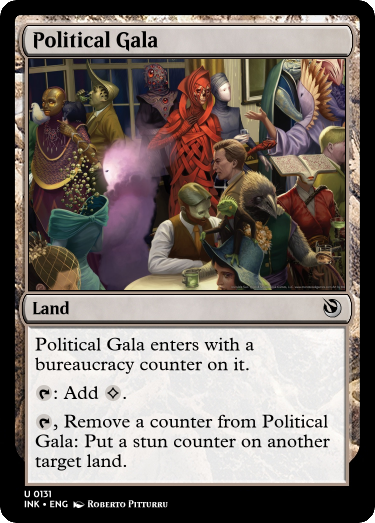 Political Gala
Land
Political Gala enters with a
bureaucracy counter on it.
: Add .
, Remove a counter from Political
Gala: Put a stun counter on another
target land.
U 0131
INK • ENG Roberto Pitturru